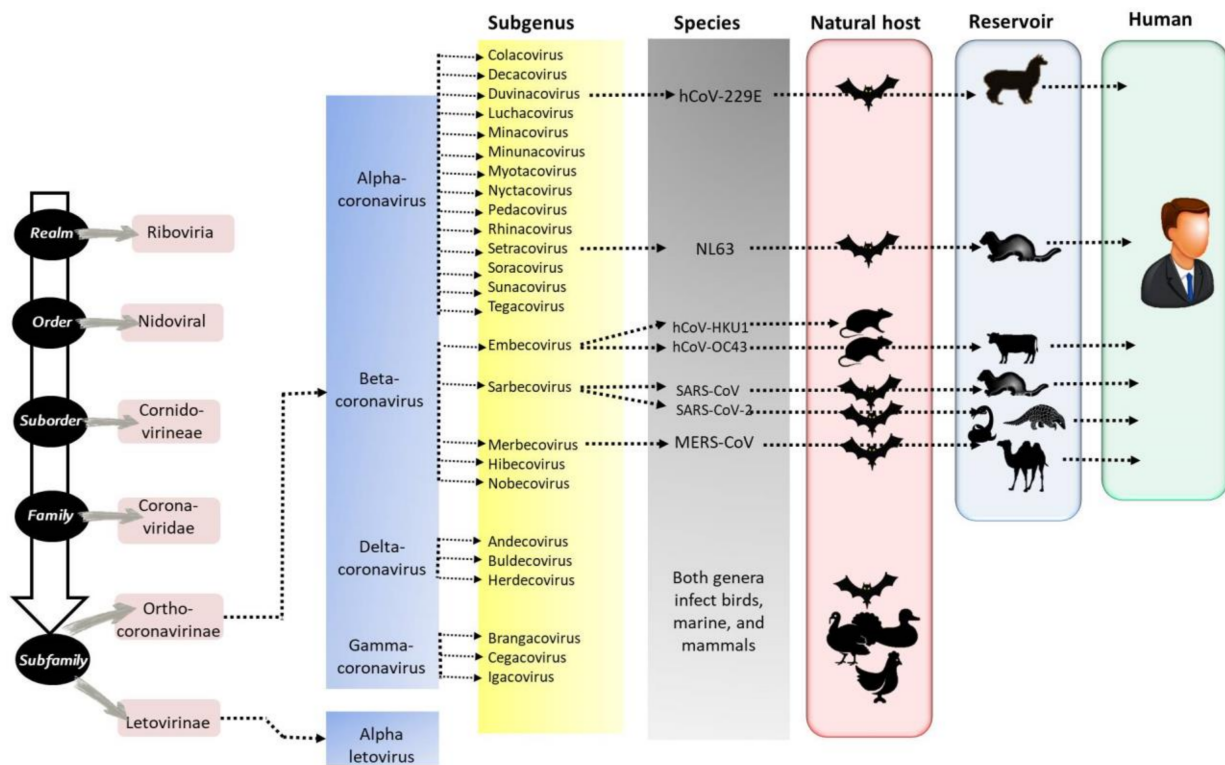 Subgenus
Species
Natural host
Reservoir
Human
Realm
Riboviria
Order
Nidoviral
Suborder
Cornido-
virineae
Family
Corona-
viridae
Subfamily
Ortho-
coronavirinae
Letovirinae
Alpha-
coronavirus
Beta-
coronavirus
Delta-
coronavirus
Gamma-
coronavirus
Alpha
letovirus
Colacovirus
Decacovirus
Duvinacovirus
Luchacovirus
Minacovirus
Minunacovirus
Myotacovirus
Nyctacovirus
Pedacovirus
Rhinacovirus
Setracovirus
Soracovirus
Sunacovirus
Tegacovirus
Embecovirus
Sarbecovirus
Merbecovirus
Hibecovirus
Nobecovirus
Andecovirus
Buldecovirus
Herdecovirus
Brangacovirus
Cegacovirus
Igacovirus
hCoV-229E
NL63
hCoV-HKU1
hCoV-OC43
SARS-CoV
SARS-CoV-2
MERS-CoV
Both genera
infect birds,
marine, and
mammals